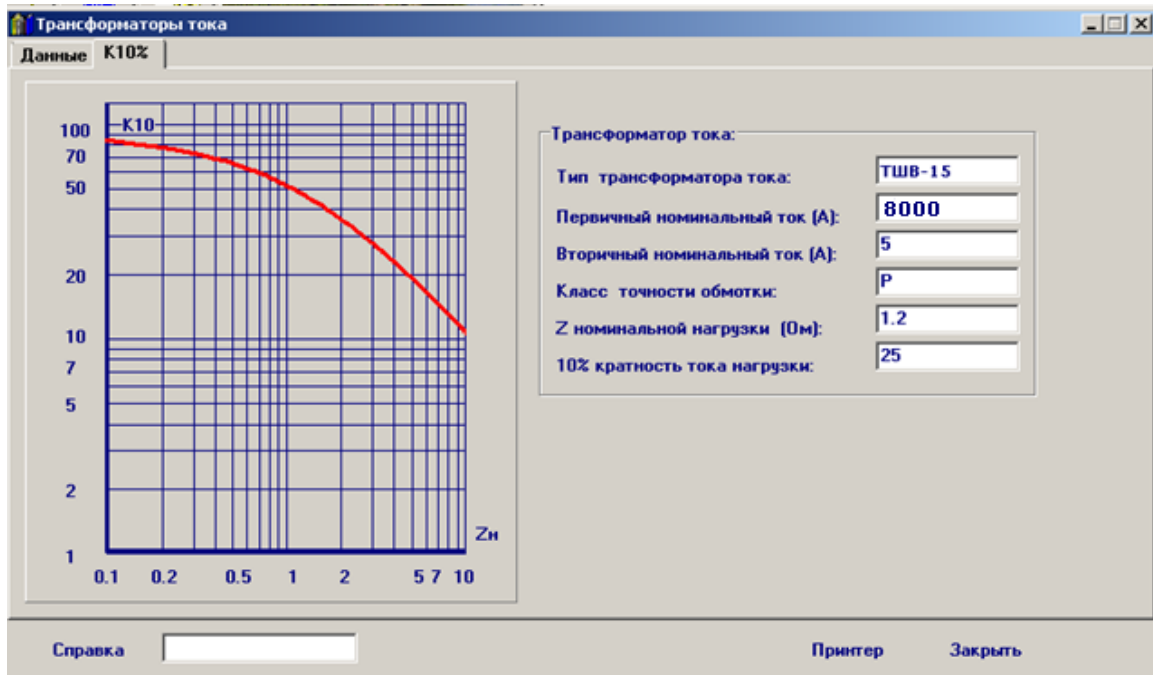 Трансформаторы тока
Данные К10%
К10
100
70
50
20
10
7
5
2
1
Zн
0.1 0.2 0.5 1 2 5 7 10
Трансформатор тока:
Тип трансформатора тока: ТШВ-15
Первичный номинальный ток (А): 8000
Вторичный номинальный ток (А): 5
Класс точности обмотки: Р
Z номинальной нагрузки (Ом): 1.2
10% кратность тока нагрузки: 25
Справка Принтер Закрыть